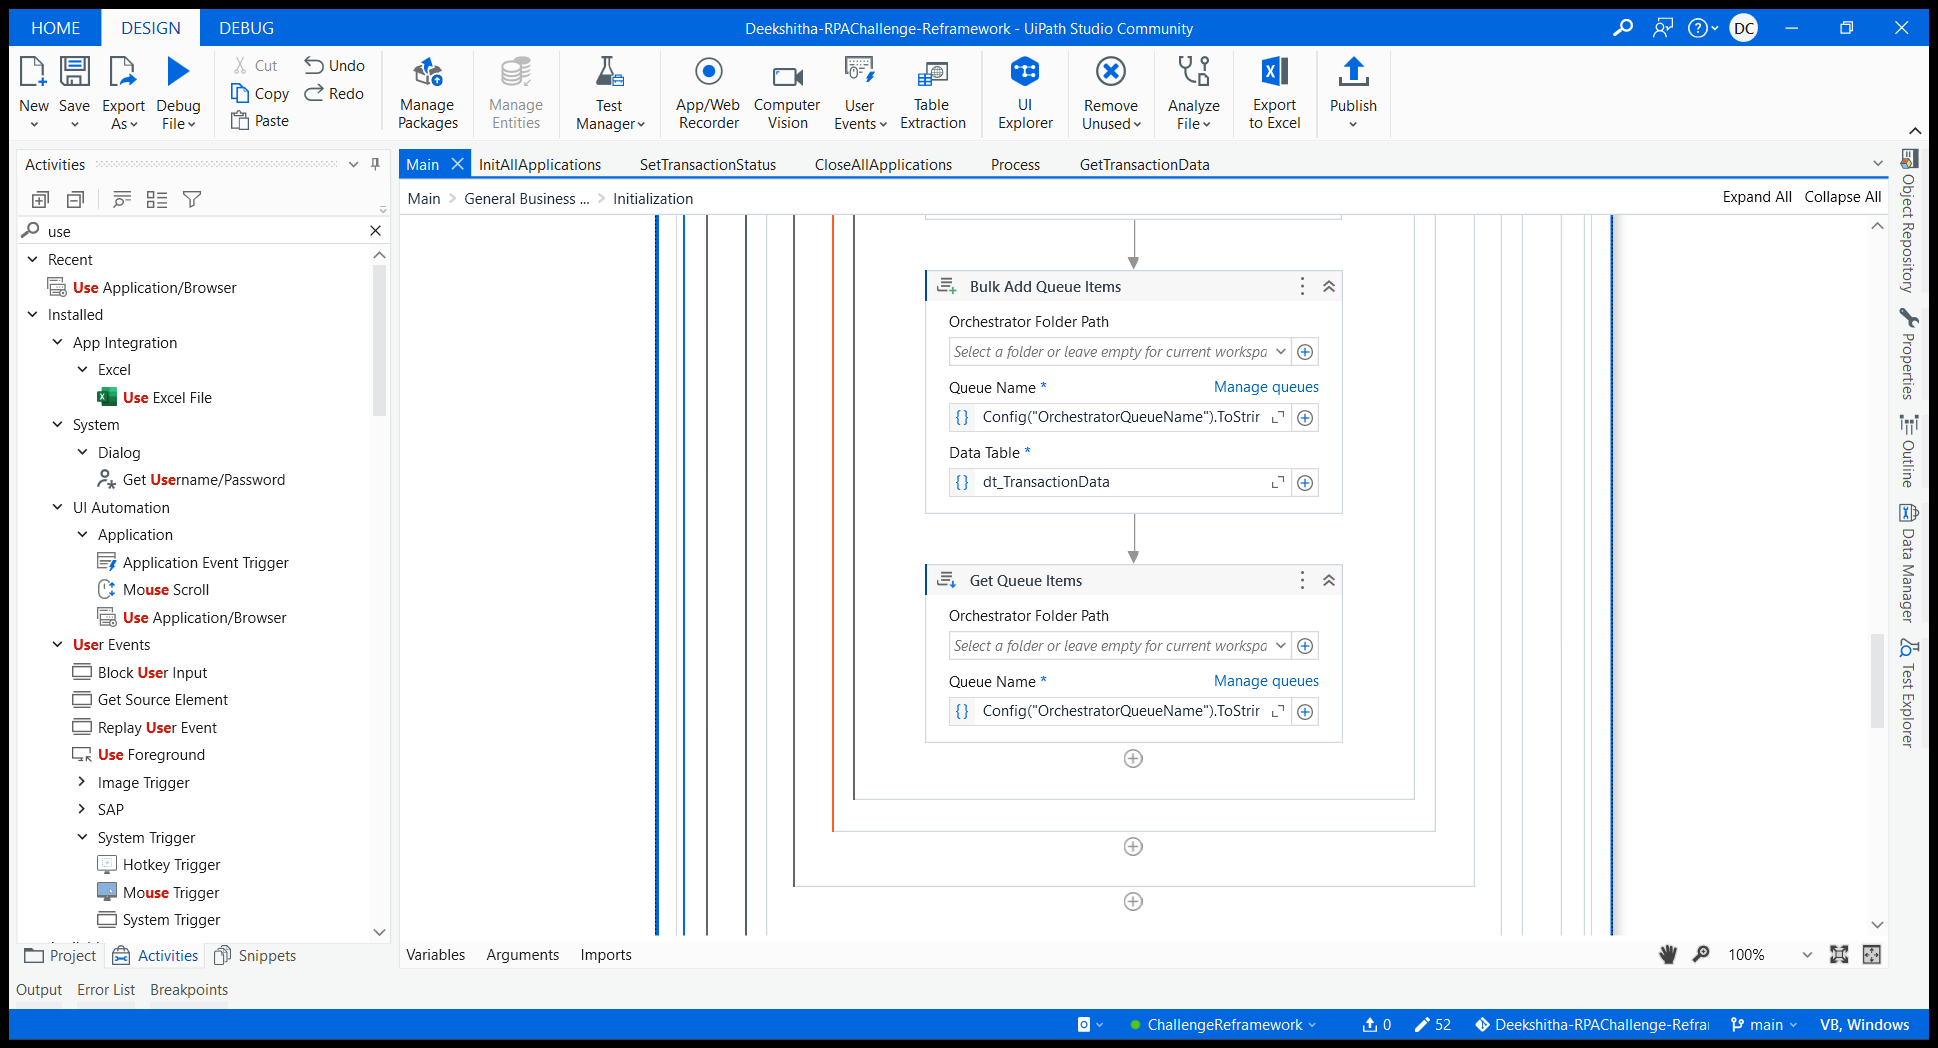 HOME
DESIGN
DEBUG
Deekshitha-RPAChallenge-Reframework - UiPath Studio Community
DC
New
Save
Export As
Debug File
Cut
Copy
Paste
Undo
Redo
Manage Packages
Manage Entities
Test Manager
App/Web Recorder
Computer Vision
User Events
Table Extraction
UI Explorer
Remove Unused
Analyze File
Export to Excel
Publish
Activities
use
Recent
Use Application/Browser
Installed
App Integration
Excel
Use Excel File
System
Dialog
Get Username/Password
UI Automation
Application
Application Event Trigger
Mouse Scroll
Use Application/Browser
User Events
Block User Input
Get Source Element
Replay User Event
Use Foreground
Image Trigger
SAP
System Trigger
Hotkey Trigger
Mouse Trigger
System Trigger
Project
Activities
Snippets
Main
InitAllApplications
SetTransactionStatus
CloseAllApplications
Process
GetTransactionData
Main > General Business ... > Initialization
Expand All
Collapse All
Bulk Add Queue Items
Orchestrator Folder Path
Select a folder or leave empty for current workspa
Queue Name *
Manage queues
Config("OrchestratorQueueName").ToStrir
Data Table *
dt_TransactionData
Get Queue Items
Orchestrator Folder Path
Select a folder or leave empty for current workspa
Queue Name *
Manage queues
Config("OrchestratorQueueName").ToStrir
Variables
Arguments
Imports
100%
Object Repository
Properties
Outline
Data Manager
Test Explorer
Output
Error List
Breakpoints
ChallengeReframework
0
52
Deekshitha-RPAChallenge-Refra
main
VB, Windows